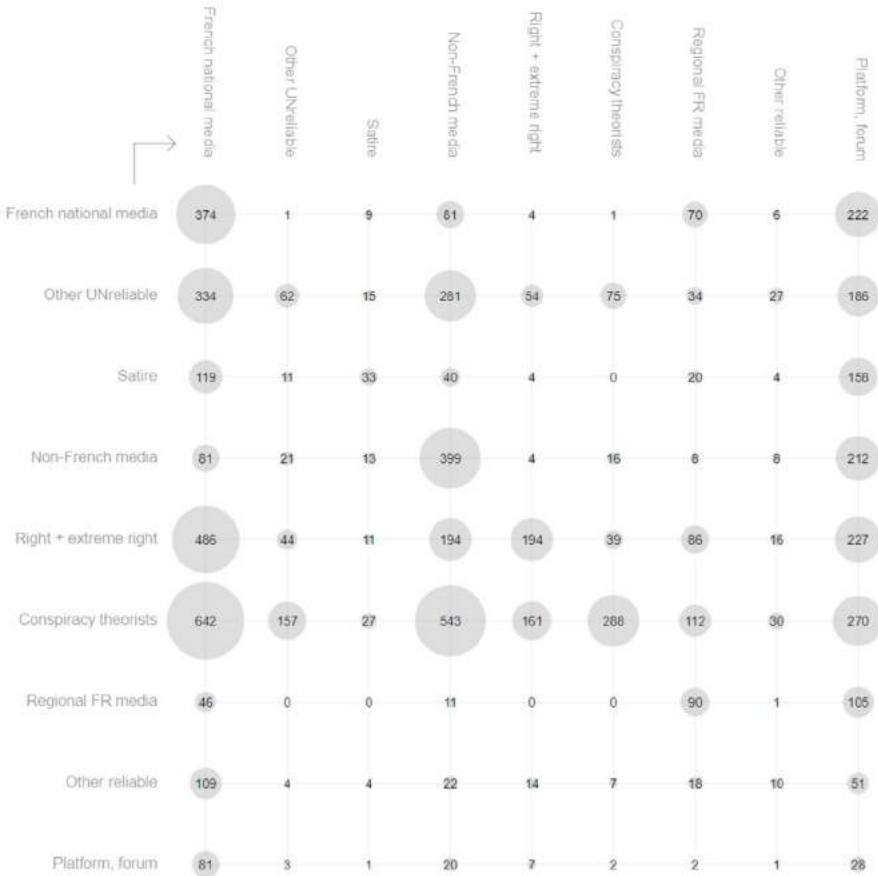 French national media
Other UNreliable
Satire
Non-French media
Right + extreme right
Conspiracy theorists
Regional FR media
Other reliable
Platform, forum
French national media 374 1 9 81 4 1 70 6 222
Other UNreliable 334 62 15 281 54 75 34 27 186
Satire 119 11 33 40 4 0 20 4 158
Non-French media 81 21 13 399 4 16 8 8 212
Right + extreme right 486 44 11 194 194 39 86 16 227
Conspiracy theorists 642 157 27 543 161 288 112 30 270
Regional FR media 46 0 0 11 0 0 90 1 105
Other reliable 109 4 4 22 14 7 18 10 51
Platform, forum 81 3 1 20 7 2 2 1 28